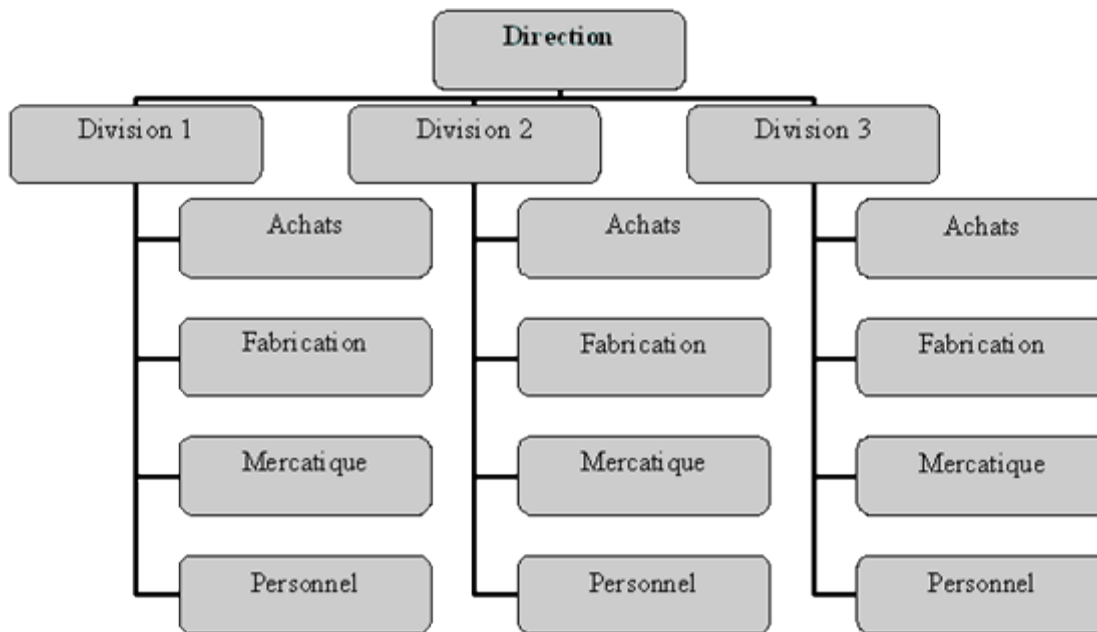 Direction
Division 1
Division 2
Division 3
Achats
Achats
Achats
Fabrication
Fabrication
Fabrication
Mercatique
Mercatique
Mercatique
Personnel
Personnel
Personnel